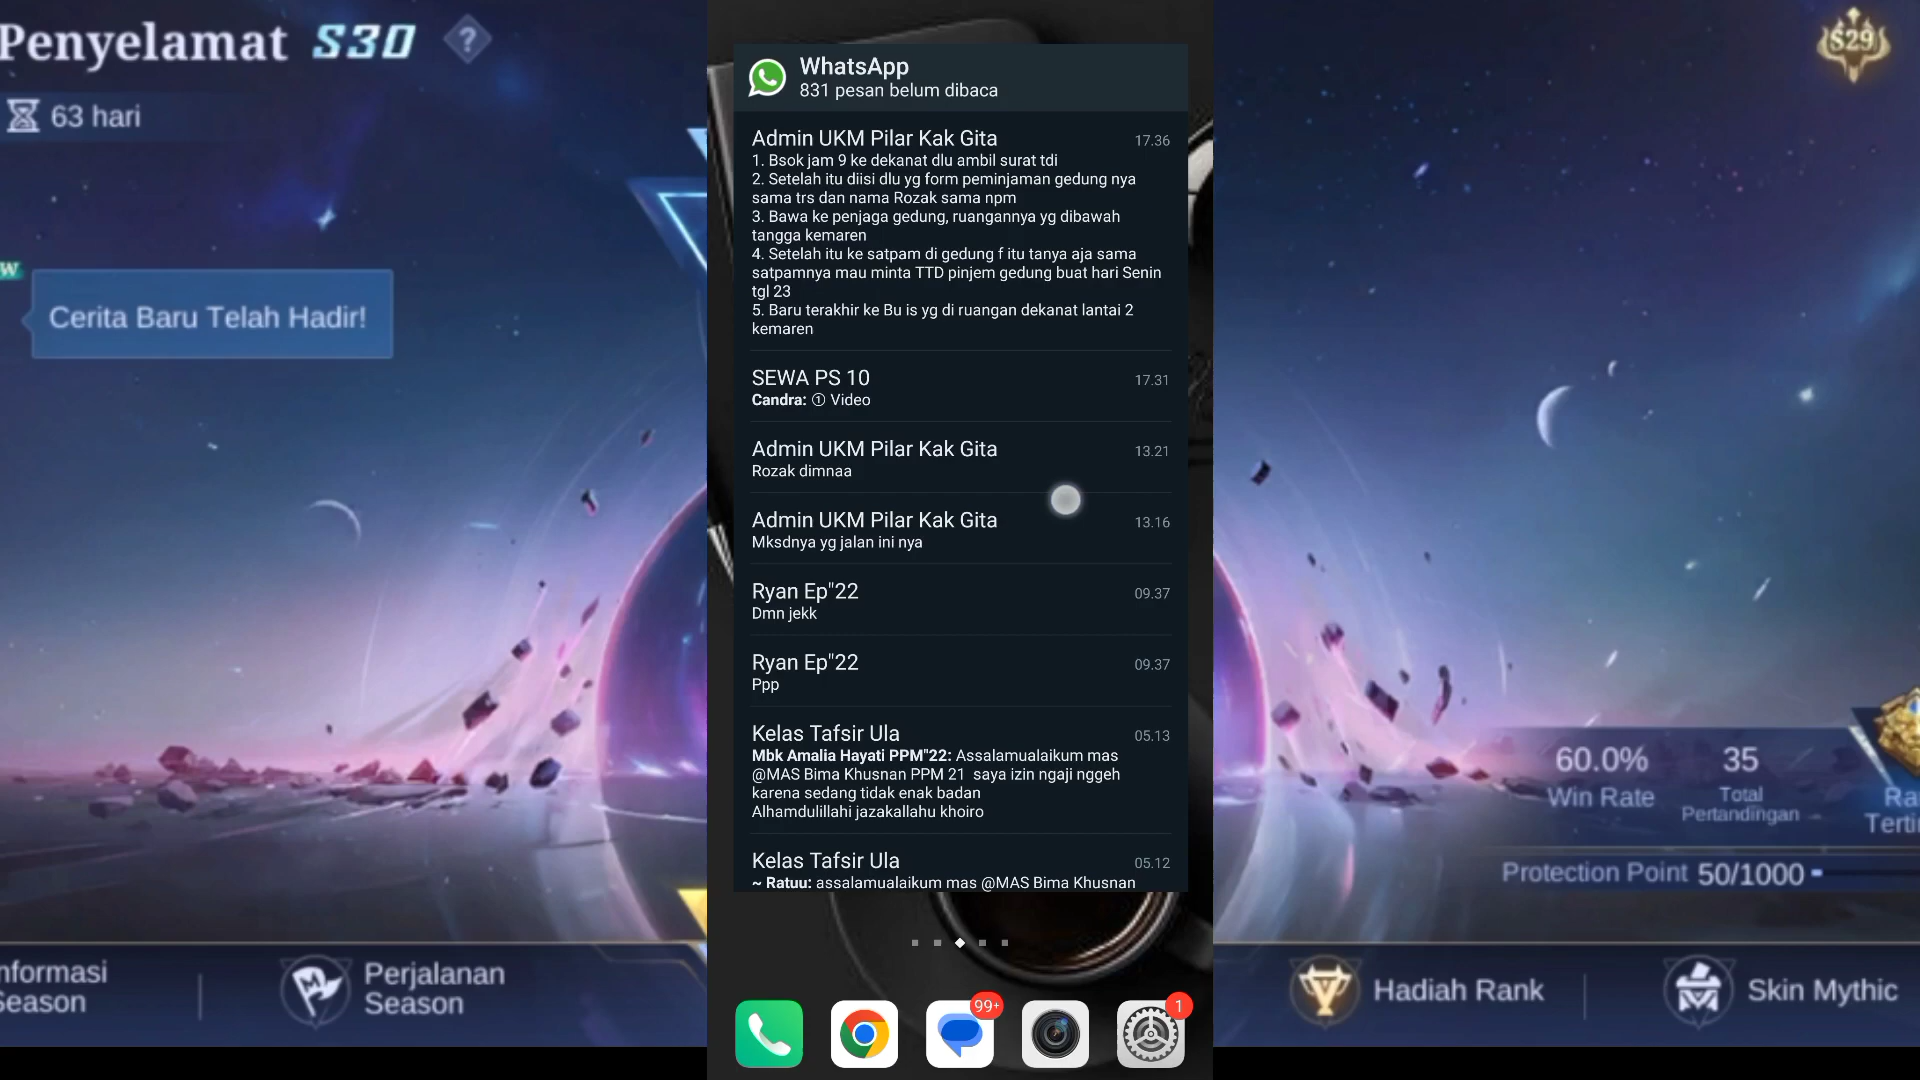 Penyelamat S30 ?
63 hari
W
Cerita Baru Telah Hadir!
nformasi
Season
Perjalanan
Season
WhatsApp
831 pesan belum dibaca
Admin UKM Pilar Kak Gita 17.36
1. Bsok jam 9 ke dekanat dlu ambil surat tdi
2. Setelah itu diisi dlu yg form peminjaman gedung nya
sama trs dan nama Rozak sama npm
3. Bawa ke penjaga gedung, ruangannya yg dibawah
tangga kemaren
4. Setelah itu ke satpam di gedung f itu tanya aja sama
satpamnya mau minta TTD pinjem gedung buat hari Senin
tgl 23
5. Baru terakhir ke Bu is yg di ruangan dekanat lantai 2
kemaren
SEWA PS 10 17.31
Candra: ① Video
Admin UKM Pilar Kak Gita 13.21
Rozak dimnaa
Admin UKM Pilar Kak Gita 13.16
Mksdnya yg jalan ini nya
Ryan Ep"22 09.37
Dmn jekk
Ryan Ep"22 09.37
Ppp
Kelas Tafsir Ula 05.13
Mbk Amalia Hayati PPM"22: Assalamualaikum mas
@MAS Bima Khusnan PPM 21  saya izin ngaji nggeh
karena sedang tidak enak badan
Alhamdulillahi jazakallahu khoiro
Kelas Tafsir Ula 05.12
~ Ratuu: assalamualaikum mas @MAS Bima Khusnan
99+
1
S29
60.0%
Win Rate
35
Total
Pertandingan
Ra
Tertin
Protection Point 50/1000
Hadiah Rank
Skin Mythic